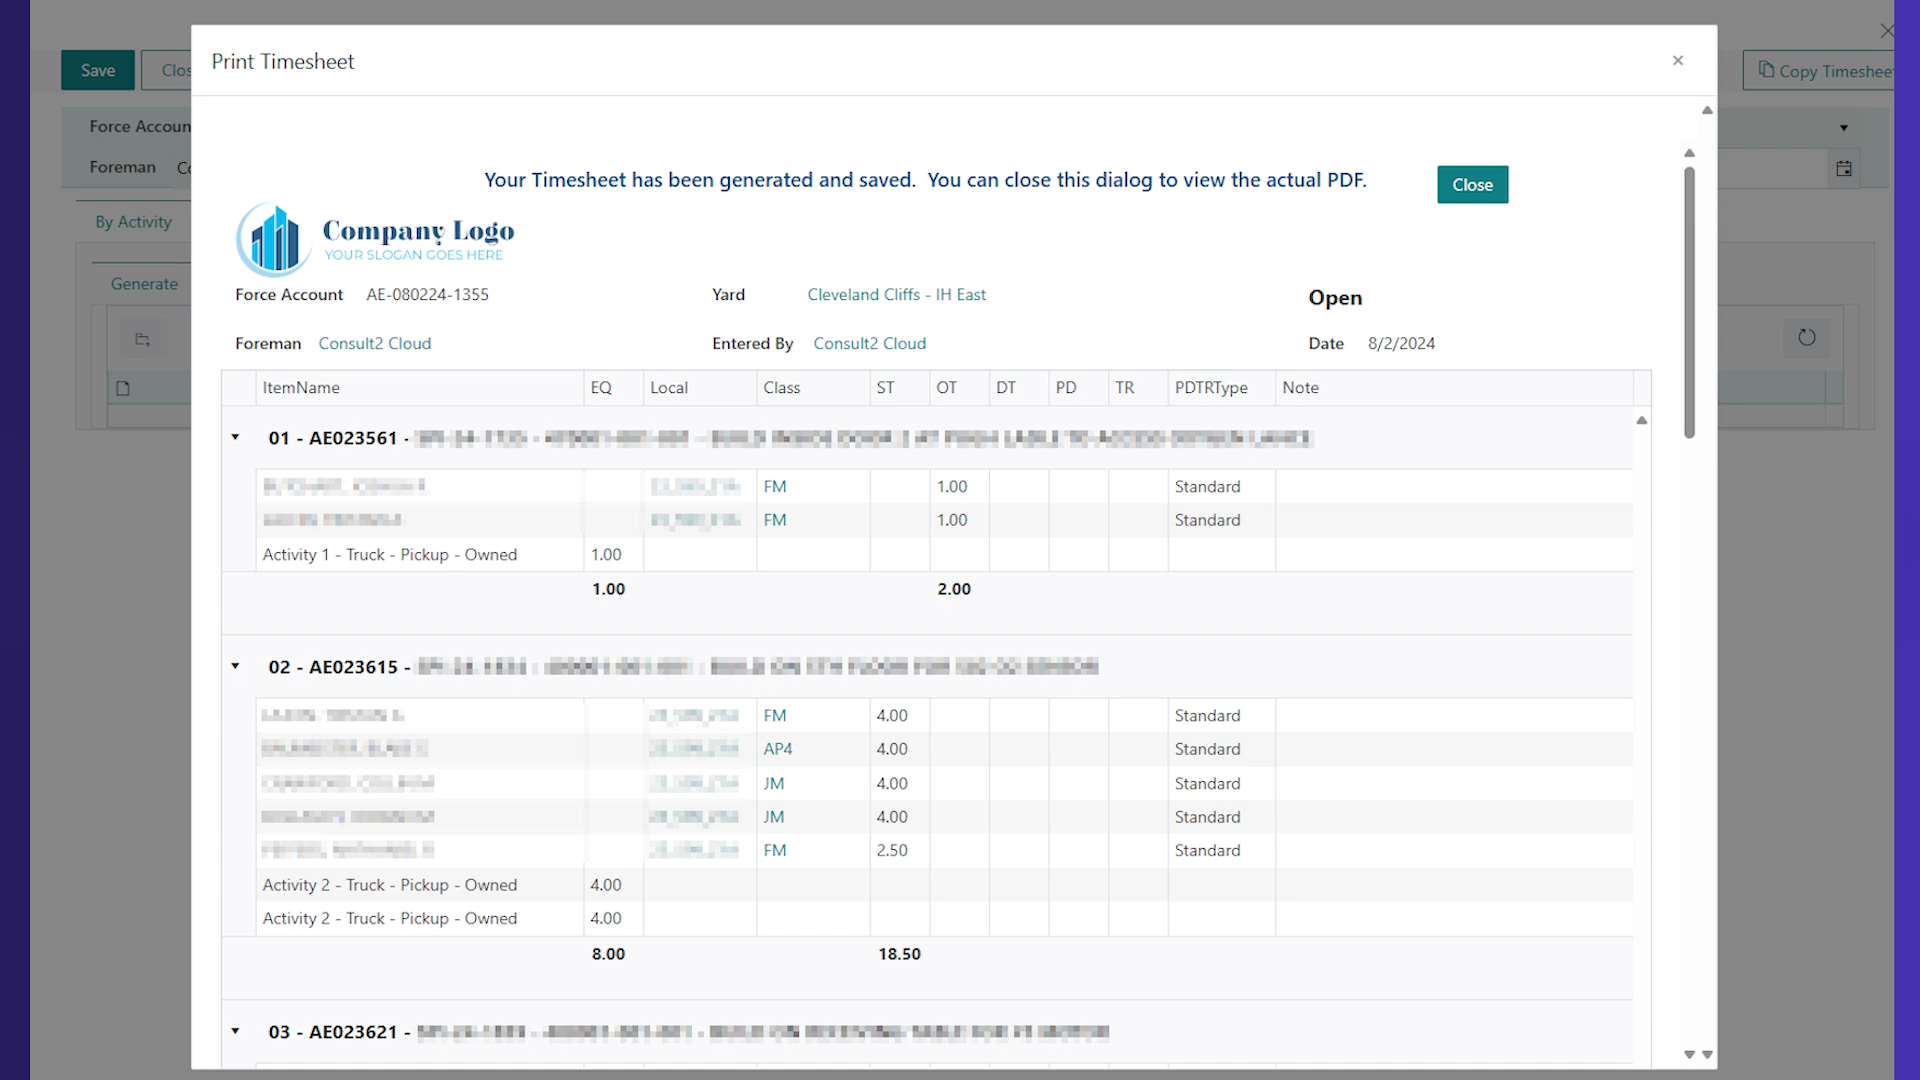 Print Timesheet
×
Save
Clos
Copy Timeshee
Force Accoun
Foreman Co
By Activity
Generate
Your Timesheet has been generated and saved. You can close this dialog to view the actual PDF.
Close
Company Logo
YOUR SLOGAN GOES HERE
Force Account AE-080224-1355 Yard Cleveland Cliffs - IH East Open
Foreman Consult2 Cloud Entered By Consult2 Cloud Date 8/2/2024
ItemName EQ Local Class ST OT DT PD TR PDTRType Note
01 - AE023561 -
FM 1.00 Standard
FM 1.00 Standard
Activity 1 - Truck - Pickup - Owned 1.00
1.00 2.00
02 - AE023615 -
FM 4.00 Standard
AP4 4.00 Standard
JM 4.00 Standard
JM 4.00 Standard
FM 2.50 Standard
Activity 2 - Truck - Pickup - Owned 4.00
Activity 2 - Truck - Pickup - Owned 4.00
8.00 18.50
03 - AE023621 -